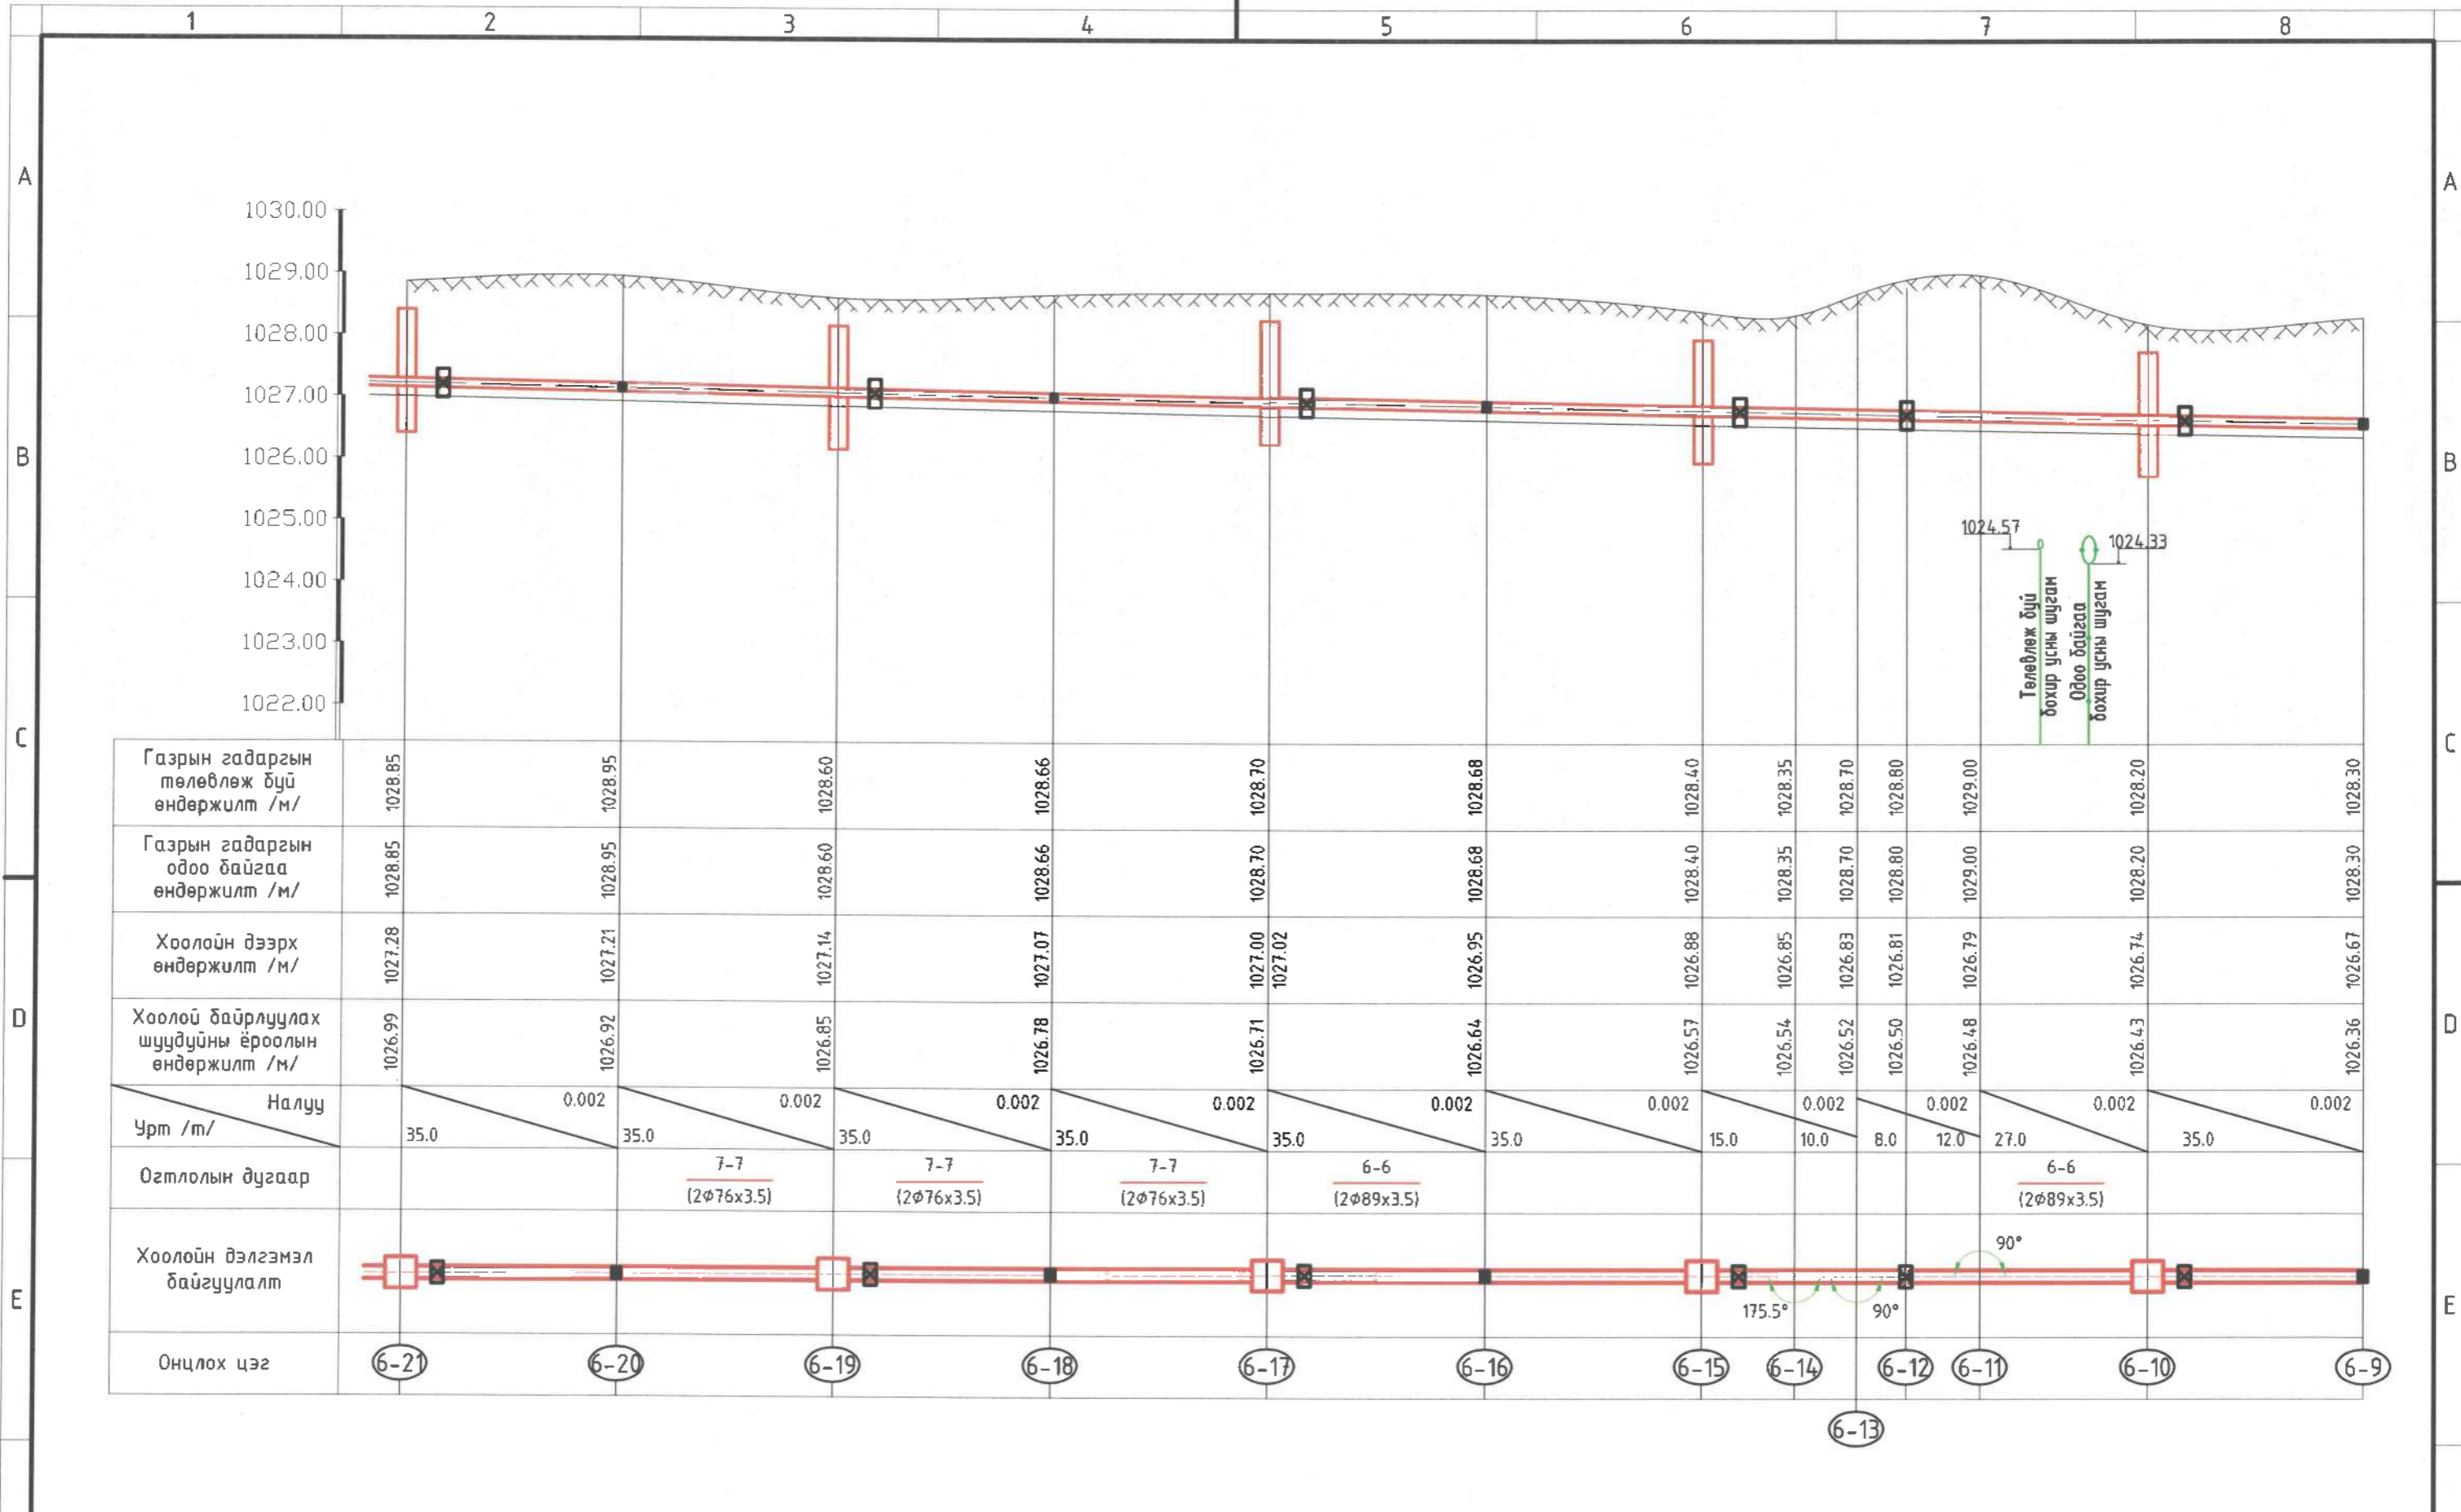 1 2 3 4 5 6 7 8
A A
1030.00
1029.00
1028.00
1027.00
B B
1026.00
1025.00
1024.57 1024.33
1024.00
1023.00
1022.00
Төлөвлөж буй
бохир усны шугам
Одоо байгаа
бохир усны шугам
C C
Газрын гадаргын
төлөвлөж буй
өндөржилт /м/
1028.85 1028.95 1028.60 1028.66 1028.70 1028.68 1028.40 1028.35 1028.70 1028.80 1029.00 1028.20 1028.30
Газрын гадаргын
одоо байгаа
өндөржилт /м/
1028.85 1028.95 1028.60 1028.66 1028.70 1028.68 1028.40 1028.35 1028.70 1028.80 1029.00 1028.20 1028.30
Хоолойн дээрх
өндөржилт /м/
1027.28 1027.21 1027.14 1027.07 1027.00 1027.02 1026.95 1026.88 1026.85 1026.83 1026.81 1026.79 1026.74 1026.67
D D
Хоолой байрлуулах
шуудуйны ёроолын
өндөржилт /м/
1026.99 1026.92 1026.85 1026.78 1026.71 1026.64 1026.57 1026.54 1026.52 1026.50 1026.48 1026.43 1026.36
Налуу
0.002 0.002 0.002 0.002 0.002 0.002 0.002 0.002 0.002 0.002
Урт /m/
35.0 35.0 35.0 35.0 35.0 35.0 15.0 10.0 8.0 12.0 27.0 35.0
Огтлолын дугаар
7-7 7-7 7-7 6-6 6-6
(2Ø76x3.5) (2Ø76x3.5) (2Ø76x3.5) (2Ø89x3.5) (2Ø89x3.5)
Хоолойн дэлгэмэл
байгуулалт
90°
175.5° 90°
E E
Онцлох цэг
6-21 6-20 6-19 6-18 6-17 6-16 6-15 6-14 6-12 6-11 6-10 6-9
6-13